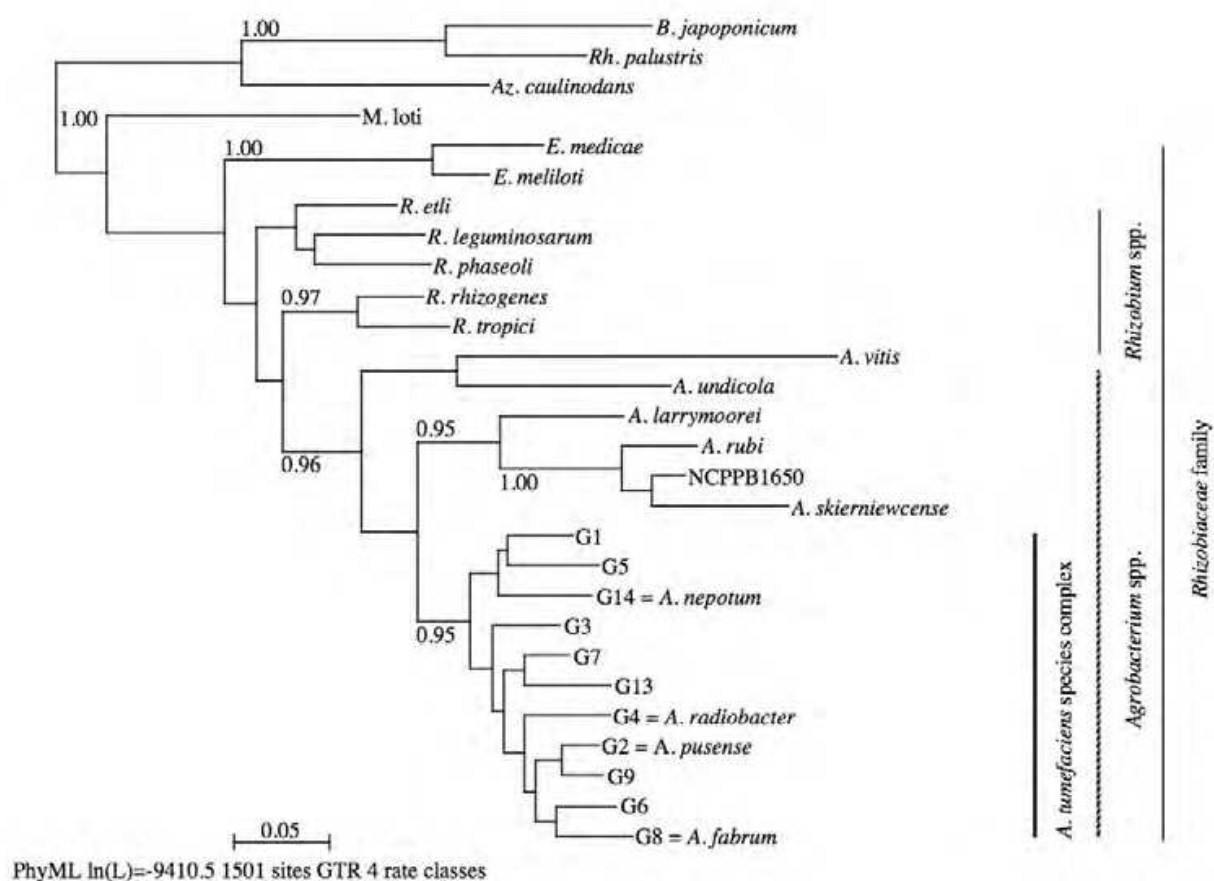 1.00
B. japoponicum
Rh. palustris
Az. caulinodans
1.00
M. loti
1.00
E. medicae
E. meliloti
R. etli
R. leguminosarum
R. phaseoli
0.97
R. rhizogenes
R. tropici
A. vitis
A. undicola
0.96
0.95
A. larrymoorei
A. rubi
1.00
NCPPB1650
A. skierniewcense
G1
G5
G14 = A. nepotum
0.95
G3
G7
G13
G4 = A. radiobacter
G2 = A. pusense
G9
G6
G8 = A. fabrum
A. tumefaciens species complex
Rhizobium spp.
Agrobacterium spp.
Rhizobiaceae family
0.05
PhyML ln(L)=-9410.5 1501 sites GTR 4 rate classes